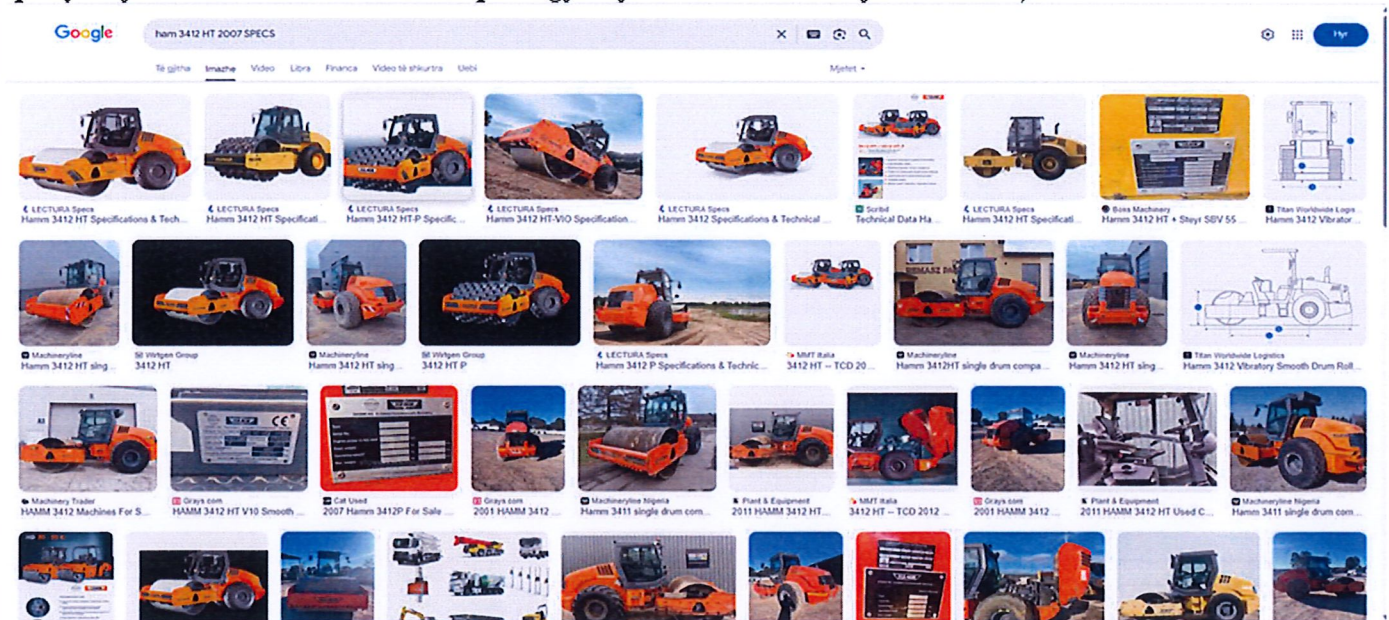 Google
ham 3412 HT 2007 SPECS
Hyr
Të gjitha Imazhe Video Libra Financa Video të shkurtra Uebi Mjetet
LECTURA Specs
Hamm 3412 HT Specifications & Tech...
LECTURA Specs
Hamm 3412 HT Specificati...
LECTURA Specs
Hamm 3412 HT-P Specific...
LECTURA Specs
Hamm 3412 HT-VIO Specification...
LECTURA Specs
Hamm 3412 Specifications & Technical ...
Scribd
Technical Data Ha...
LECTURA Specs
Hamm 3412 HT Specificati...
Boss Machinery
Hamm 3412 HT + Steyr SBV 55 ...
Titan Worldwide Logis...
Hamm 3412 Vibrator...
Machineryline
Hamm 3412 HT sing...
Wirtgen Group
3412 HT
Machineryline
Hamm 3412 HT sing...
Wirtgen Group
3412 HT P
LECTURA Specs
Hamm 3412 P Specifications & Technic...
MMT Italia
3412 HT – TCD 20...
Machineryline
Hamm 3412HT single drum compa...
Machineryline
Hamm 3412 HT sing...
Titan Worldwide Logistics
Hamm 3412 Vibratory Smooth Drum Roll...
Machinery Trader
HAMM 3412 Machines For S...
Grays.com
HAMM 3412 HT V10 Smooth ...
Cat Used
2007 Hamm 3412P For Sale ...
Grays.com
2001 HAMM 3412 ...
Machineryline Nigeria
Hamm 3411 single drum com...
Plant & Equipment
2011 HAMM 3412 HT...
MMT Italia
3412 HT – TCD 2012 ...
Grays.com
2001 HAMM 3412 ...
Plant & Equipment
2011 HAMM 3412 HT Used C...
Machineryline Nigeria
Hamm 3411 single drum com...